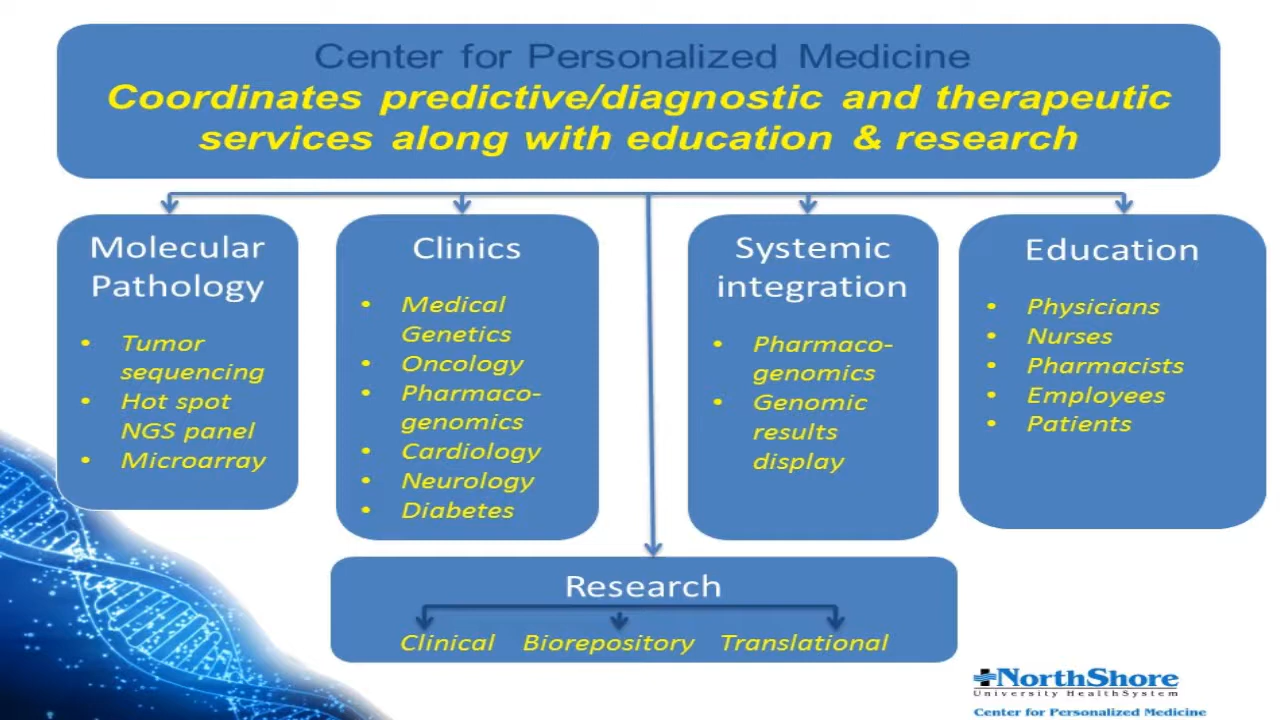 Center for Personalized Medicine
Coordinates predictive/diagnostic and therapeutic
services along with education & research
Molecular
Pathology
• Tumor
sequencing
• Hot spot
NGS panel
• Microarray
Clinics
• Medical
Genetics
• Oncology
• Pharmaco-
genomics
• Cardiology
• Neurology
• Diabetes
Systemic
integration
• Pharmaco-
genomics
• Genomic
results
display
Education
• Physicians
• Nurses
• Pharmacists
• Employees
• Patients
Research
Clinical Biorepository Translational
NorthShore
University HealthSystem
Center for Personalized Medicine